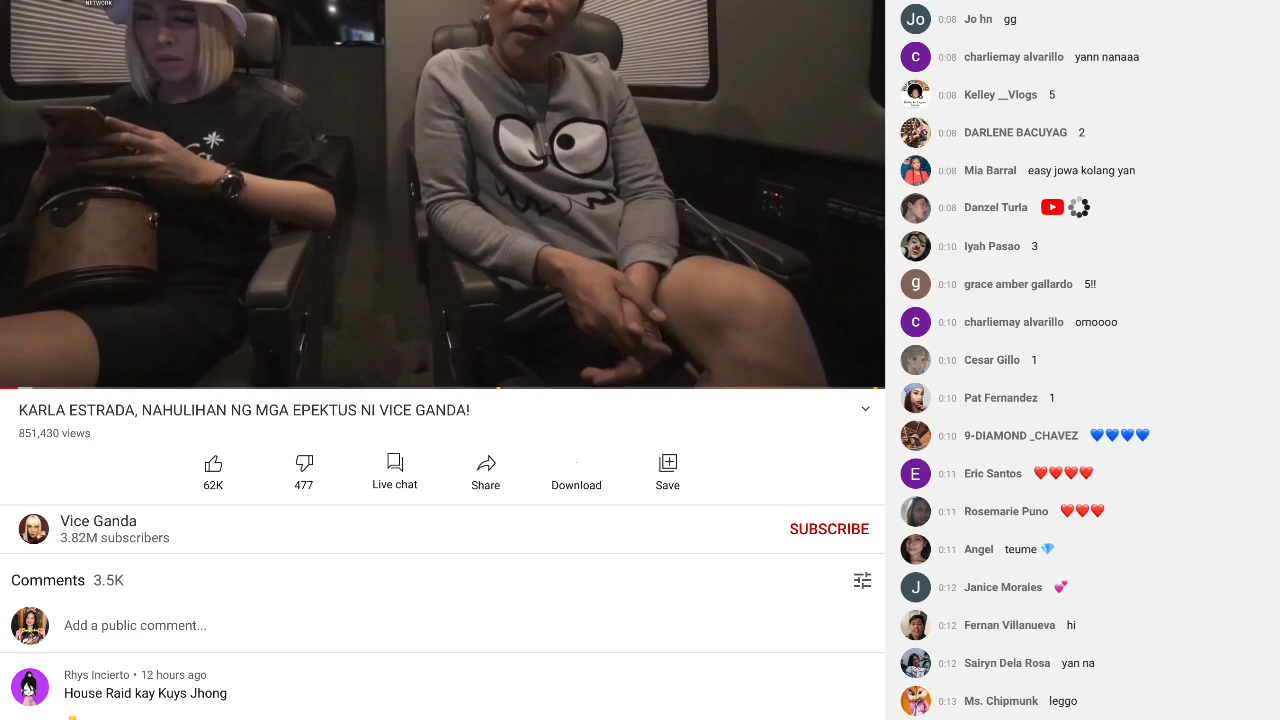 NETWORK
KARLA ESTRADA, NAHULIHAN NG MGA EPEKTUS NI VICE GANDA!
851,430 views
62K
477
Live chat
Share
Download
Save
Vice Ganda
3.82M subscribers
SUBSCRIBE
Comments 3.5K
Add a public comment...
Rhys Incierto • 12 hours ago
House Raid kay Kuys Jhong
Jo 0:08 Jo hn gg
C 0:08 charliemay alvarillo yann nanaaa
0:08 Kelley __Vlogs 5
0:08 DARLENE BACUYAG 2
0:08 Mia Barral easy jowa kolang yan
0:08 Danzel Turla
0:10 Iyah Pasao 3
g 0:10 grace amber gallardo 5!!
C 0:10 charliemay alvarillo omoooo
0:10 Cesar Gillo 1
0:10 Pat Fernandez 1
0:10 9-DIAMOND _CHAVEZ 💙💙💙💙
E 0:11 Eric Santos ❤️❤️❤️❤️
0:11 Rosemarie Puno ❤️❤️❤️
0:11 Angel teume 💎
J 0:12 Janice Morales 💕
0:12 Fernan Villanueva hi
0:12 Sairyn Dela Rosa yan na
0:13 Ms. Chipmunk leggo